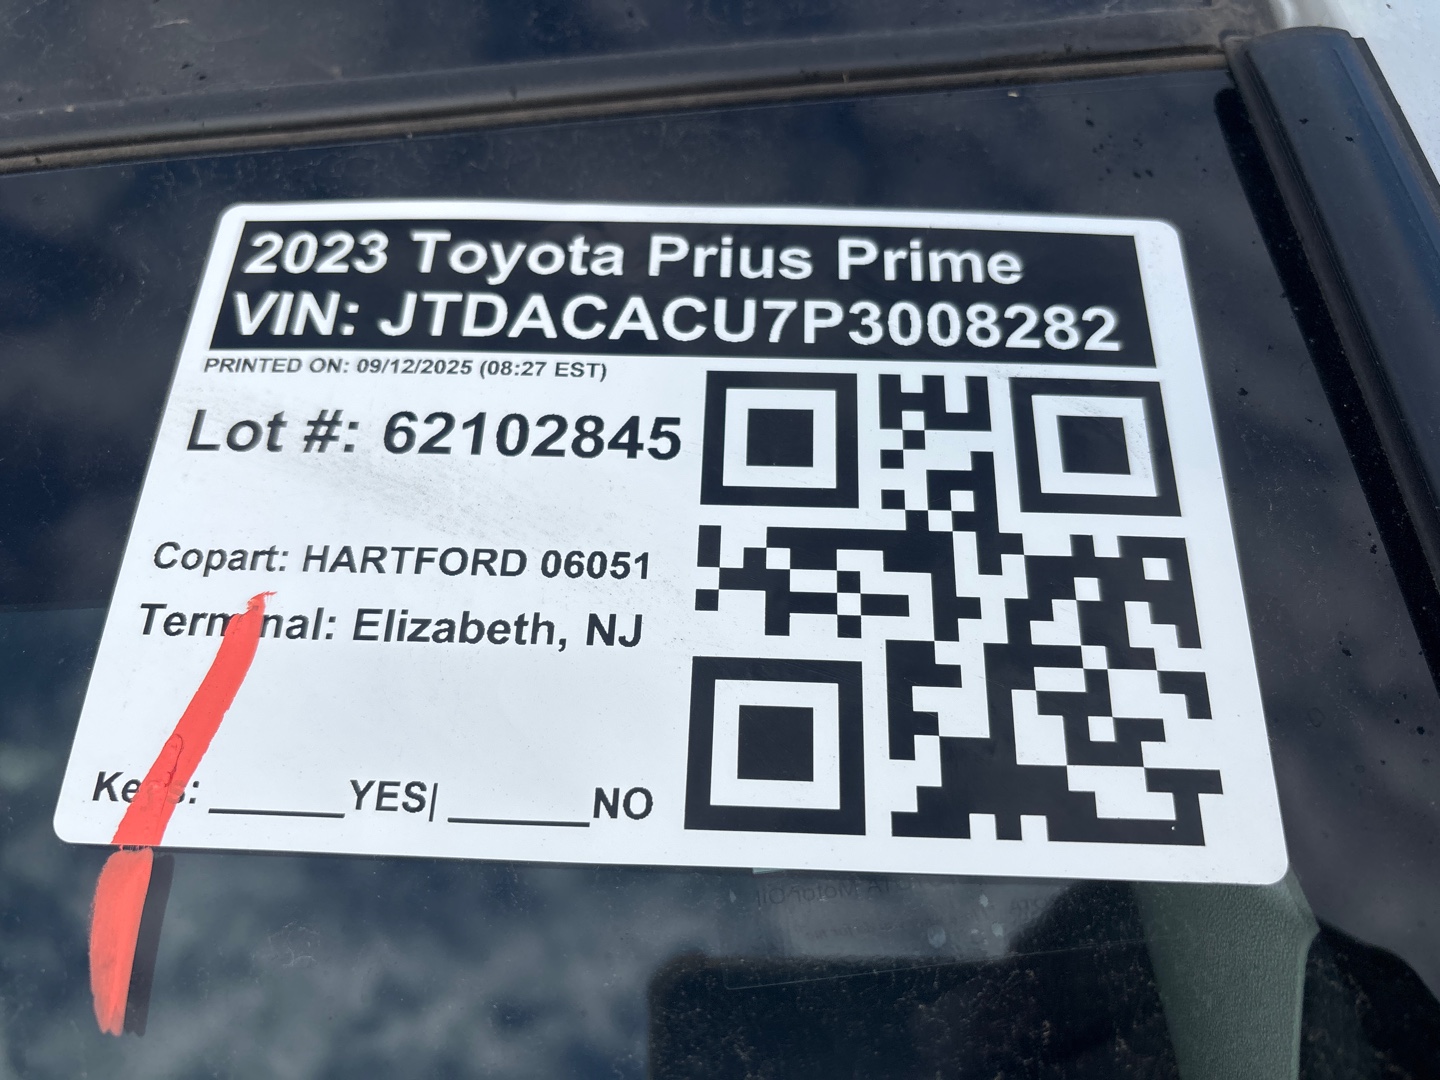 2023 Toyota Prius Prime
VIN: JTDACACU7P3008282
PRINTED ON: 09/12/2025 (08:27 EST)
Lot #: 62102845
Copart: HARTFORD 06051
Terminal: Elizabeth, NJ
Keys: ______YES|______NO